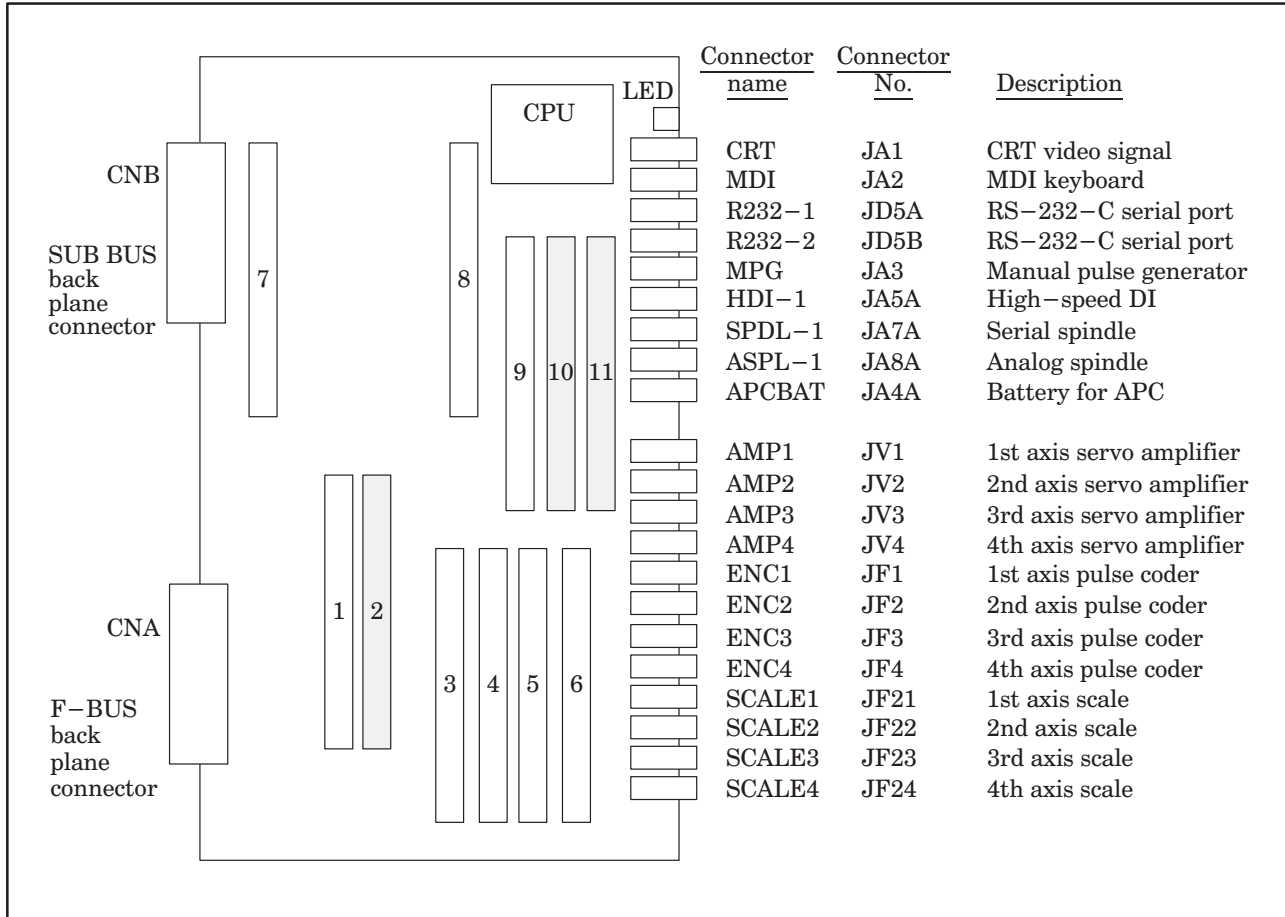 Connector Connector
name No. Description
LED
CPU
CRT JA1 CRT video signal
CNB
MDI JA2 MDI keyboard
R232−1 JD5A RS−232−C serial port
R232−2 JD5B RS−232−C serial port
SUB BUS
back
plane
connector
7
8
MPG JA3 Manual pulse generator
HDI−1 JA5A High−speed DI
SPDL−1 JA7A Serial spindle
ASPL−1 JA8A Analog spindle
9 10 11
APCBAT JA4A Battery for APC
AMP1 JV1 1st axis servo amplifier
AMP2 JV2 2nd axis servo amplifier
AMP3 JV3 3rd axis servo amplifier
AMP4 JV4 4th axis servo amplifier
ENC1 JF1 1st axis pulse coder
ENC2 JF2 2nd axis pulse coder
1 2
CNA
ENC3 JF3 3rd axis pulse coder
ENC4 JF4 4th axis pulse coder
3 4 5 6
SCALE1 JF21 1st axis scale
F−BUS
back
plane
connector
SCALE2 JF22 2nd axis scale
SCALE3 JF23 3rd axis scale
SCALE4 JF24 4th axis scale